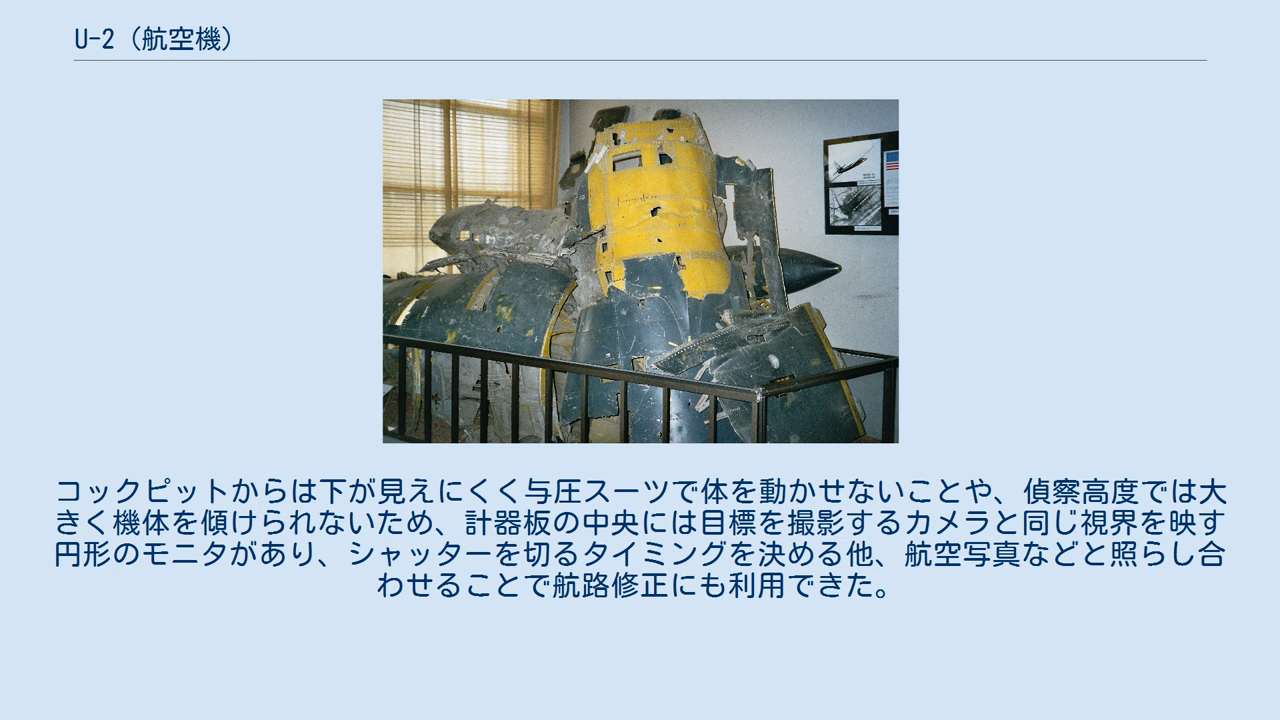 U-2（航空機）
コックピットからは下が見えにくく与圧スーツで体を動かせないことや、偵察高度では大
きく機体を傾けられないため、計器板の中央には目標を撮影するカメラと同じ視界を映す
円形のモニタがあり、シャッターを切るタイミングを決める他、航空写真などと照らし合
わせることで航路修正にも利用できた。